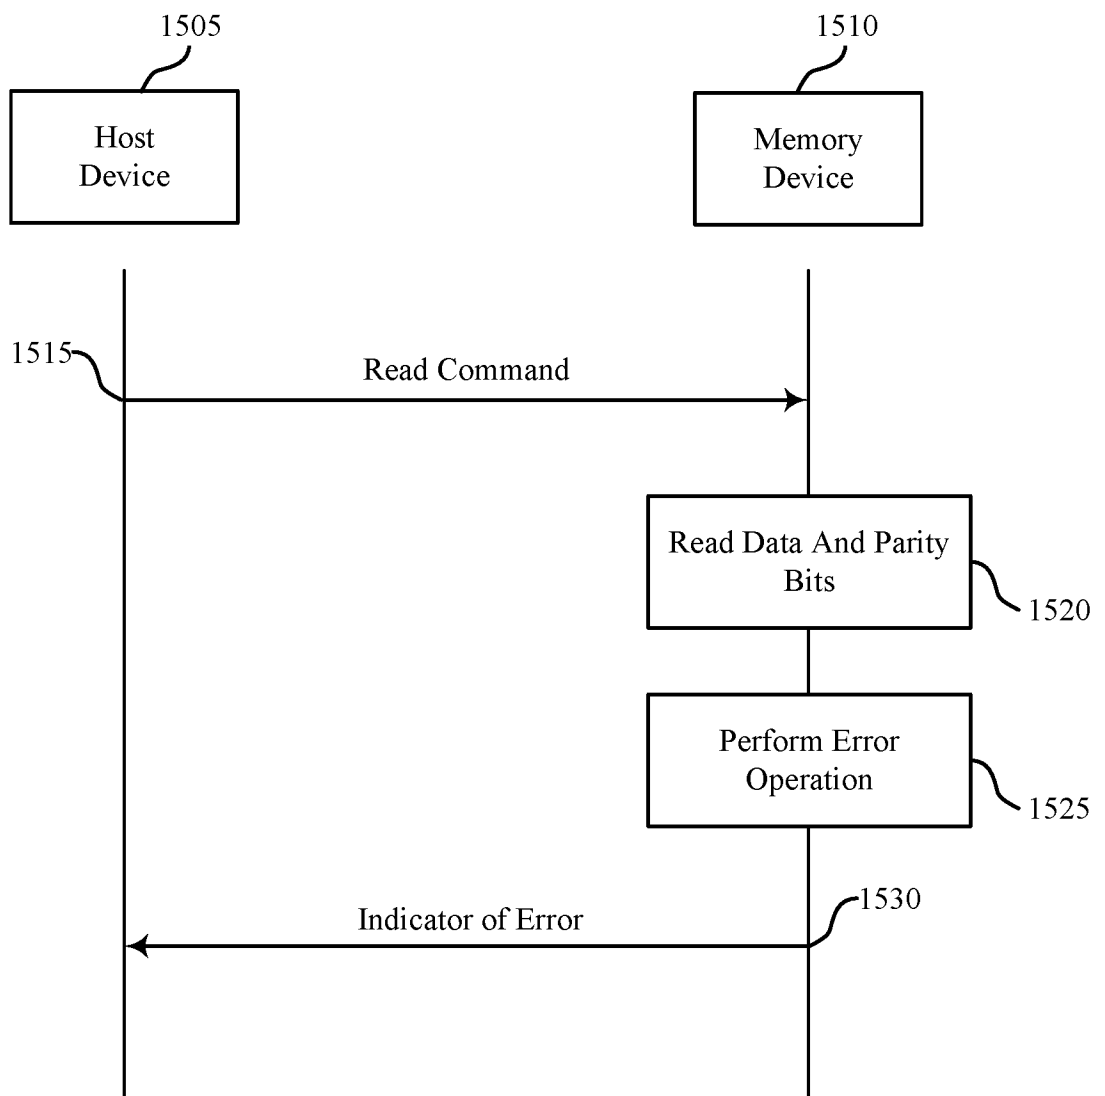 1505
1510
Host
Device
Memory
Device
1515
Read Command
Read Data And Parity
Bits
1520
Perform Error
Operation
1525
1530
Indicator of Error